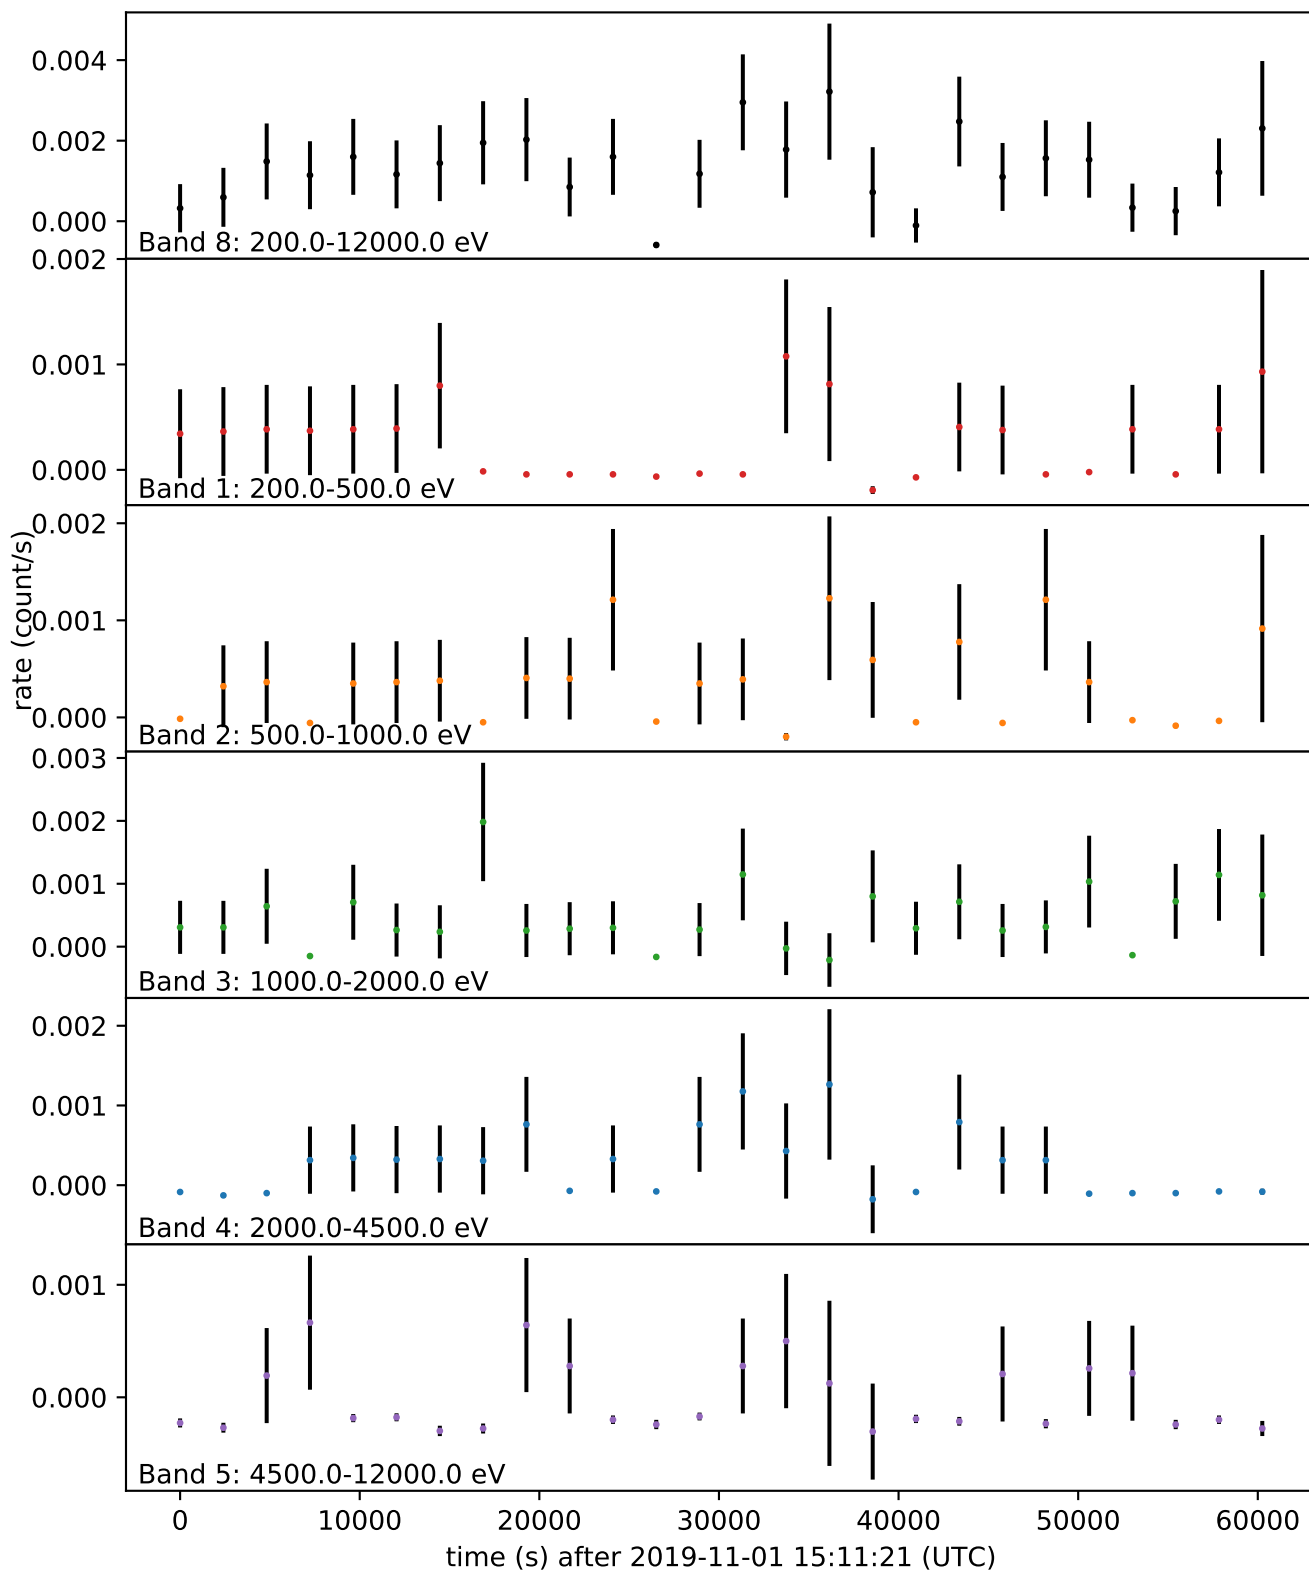 0.004
0.002
0.000
Band 8: 200.0-12000.0 eV
0.002
0.001
0.000
Band 1: 200.0-500.0 eV
rate (count/s)
0.002
0.001
0.000
Band 2: 500.0-1000.0 eV
0.003
0.002
0.001
0.000
Band 3: 1000.0-2000.0 eV
0.002
0.001
0.000
Band 4: 2000.0-4500.0 eV
0.001
0.000
Band 5: 4500.0-12000.0 eV
0 10000 20000 30000 40000 50000 60000
time (s) after 2019-11-01 15:11:21 (UTC)